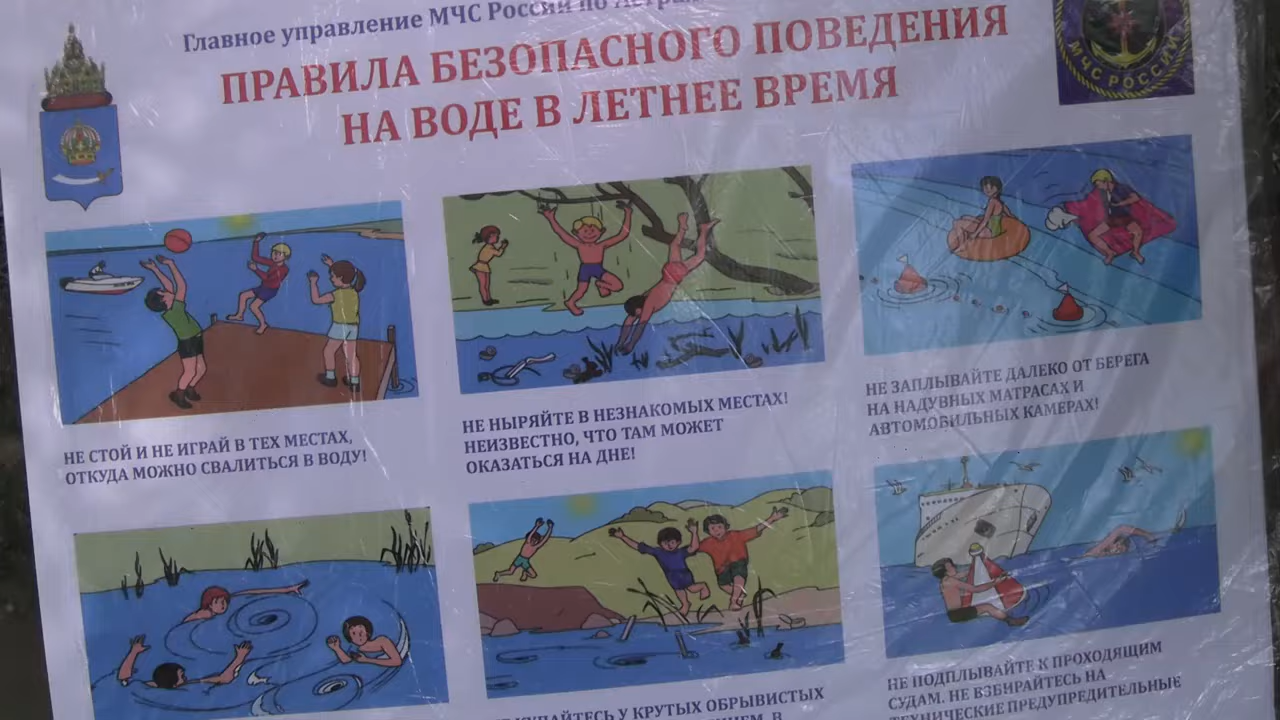 Главное управление МЧС России по
ПРАВИЛА БЕЗОПАСНОГО ПОВЕДЕНИЯ
НА ВОДЕ В ЛЕТНЕЕ ВРЕМЯ
МЧС РОССИИ
НЕ СТОЙ И НЕ ИГРАЙ В ТЕХ МЕСТАХ,
ОТКУДА МОЖНО СВАЛИТЬСЯ В ВОДУ!
НЕ НЫРЯЙТЕ В НЕЗНАКОМЫХ МЕСТАХ!
НЕИЗВЕСТНО, ЧТО ТАМ МОЖЕТ
ОКАЗАТЬСЯ НА ДНЕ!
НЕ ЗАПЛЫВАЙТЕ ДАЛЕКО ОТ БЕРЕГА
НА НАДУВНЫХ МАТРАСАХ И
АВТОМОБИЛЬНЫХ КАМЕРАХ!
У КРУТЫХ ОБРЫВИСТЫХ
НЕ ПОДПЛЫВАЙТЕ К ПРОХОДЯЩИМ
СУДАМ. НЕ ВЗБИРАЙТЕСЬ НА
ТЕХНИЧЕСКИЕ ПРЕДУПРЕДИТЕЛЬНЫЕ